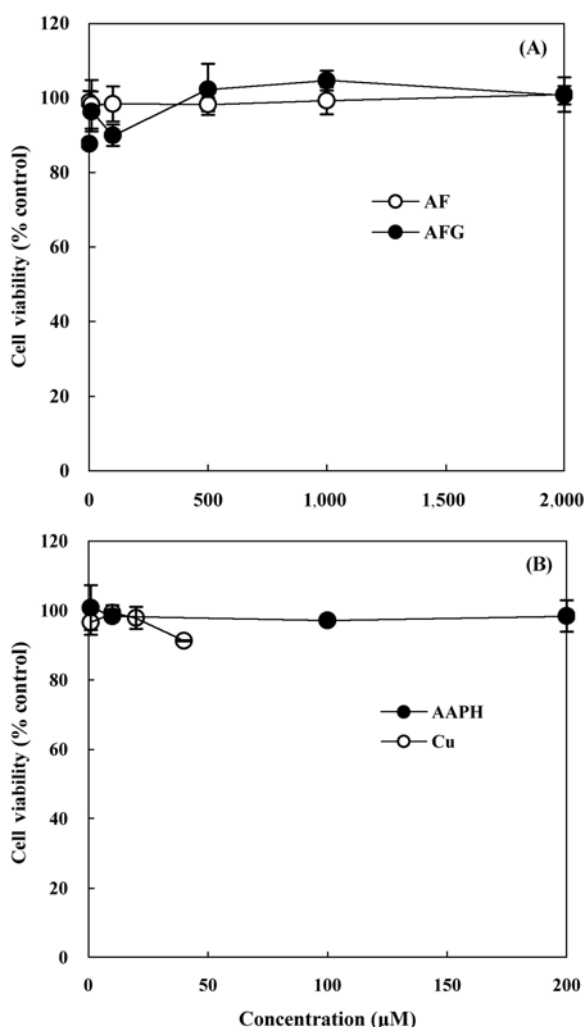 120
(A)
100
80
60
40
20
0
Cell viability (% control)
AF
AFG
0 500 1,000 1,500 2,000
120
(B)
100
80
60
40
20
0
Cell viability (% control)
AAPH
Cu
0 50 100 150 200
Concentration (µM)